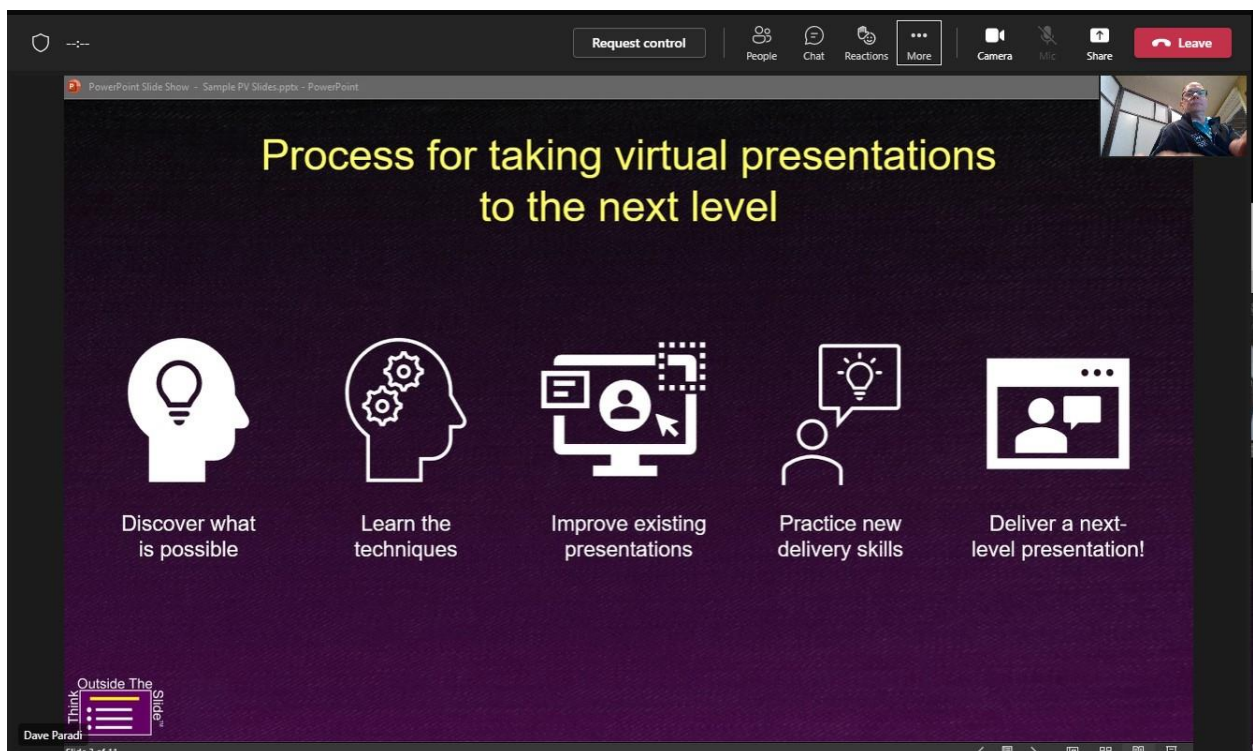 --:--
Request control
People
Chat
Reactions
More
Camera
Mic
Share
Leave
PowerPoint Slide Show - Sample PV Slides.pptx - PowerPoint
Process for taking virtual presentations
to the next level
Discover what
is possible
Learn the
techniques
Improve existing
presentations
Practice new
delivery skills
Deliver a next-
level presentation!
Think
Outside The
Slide™
Dave Paradi